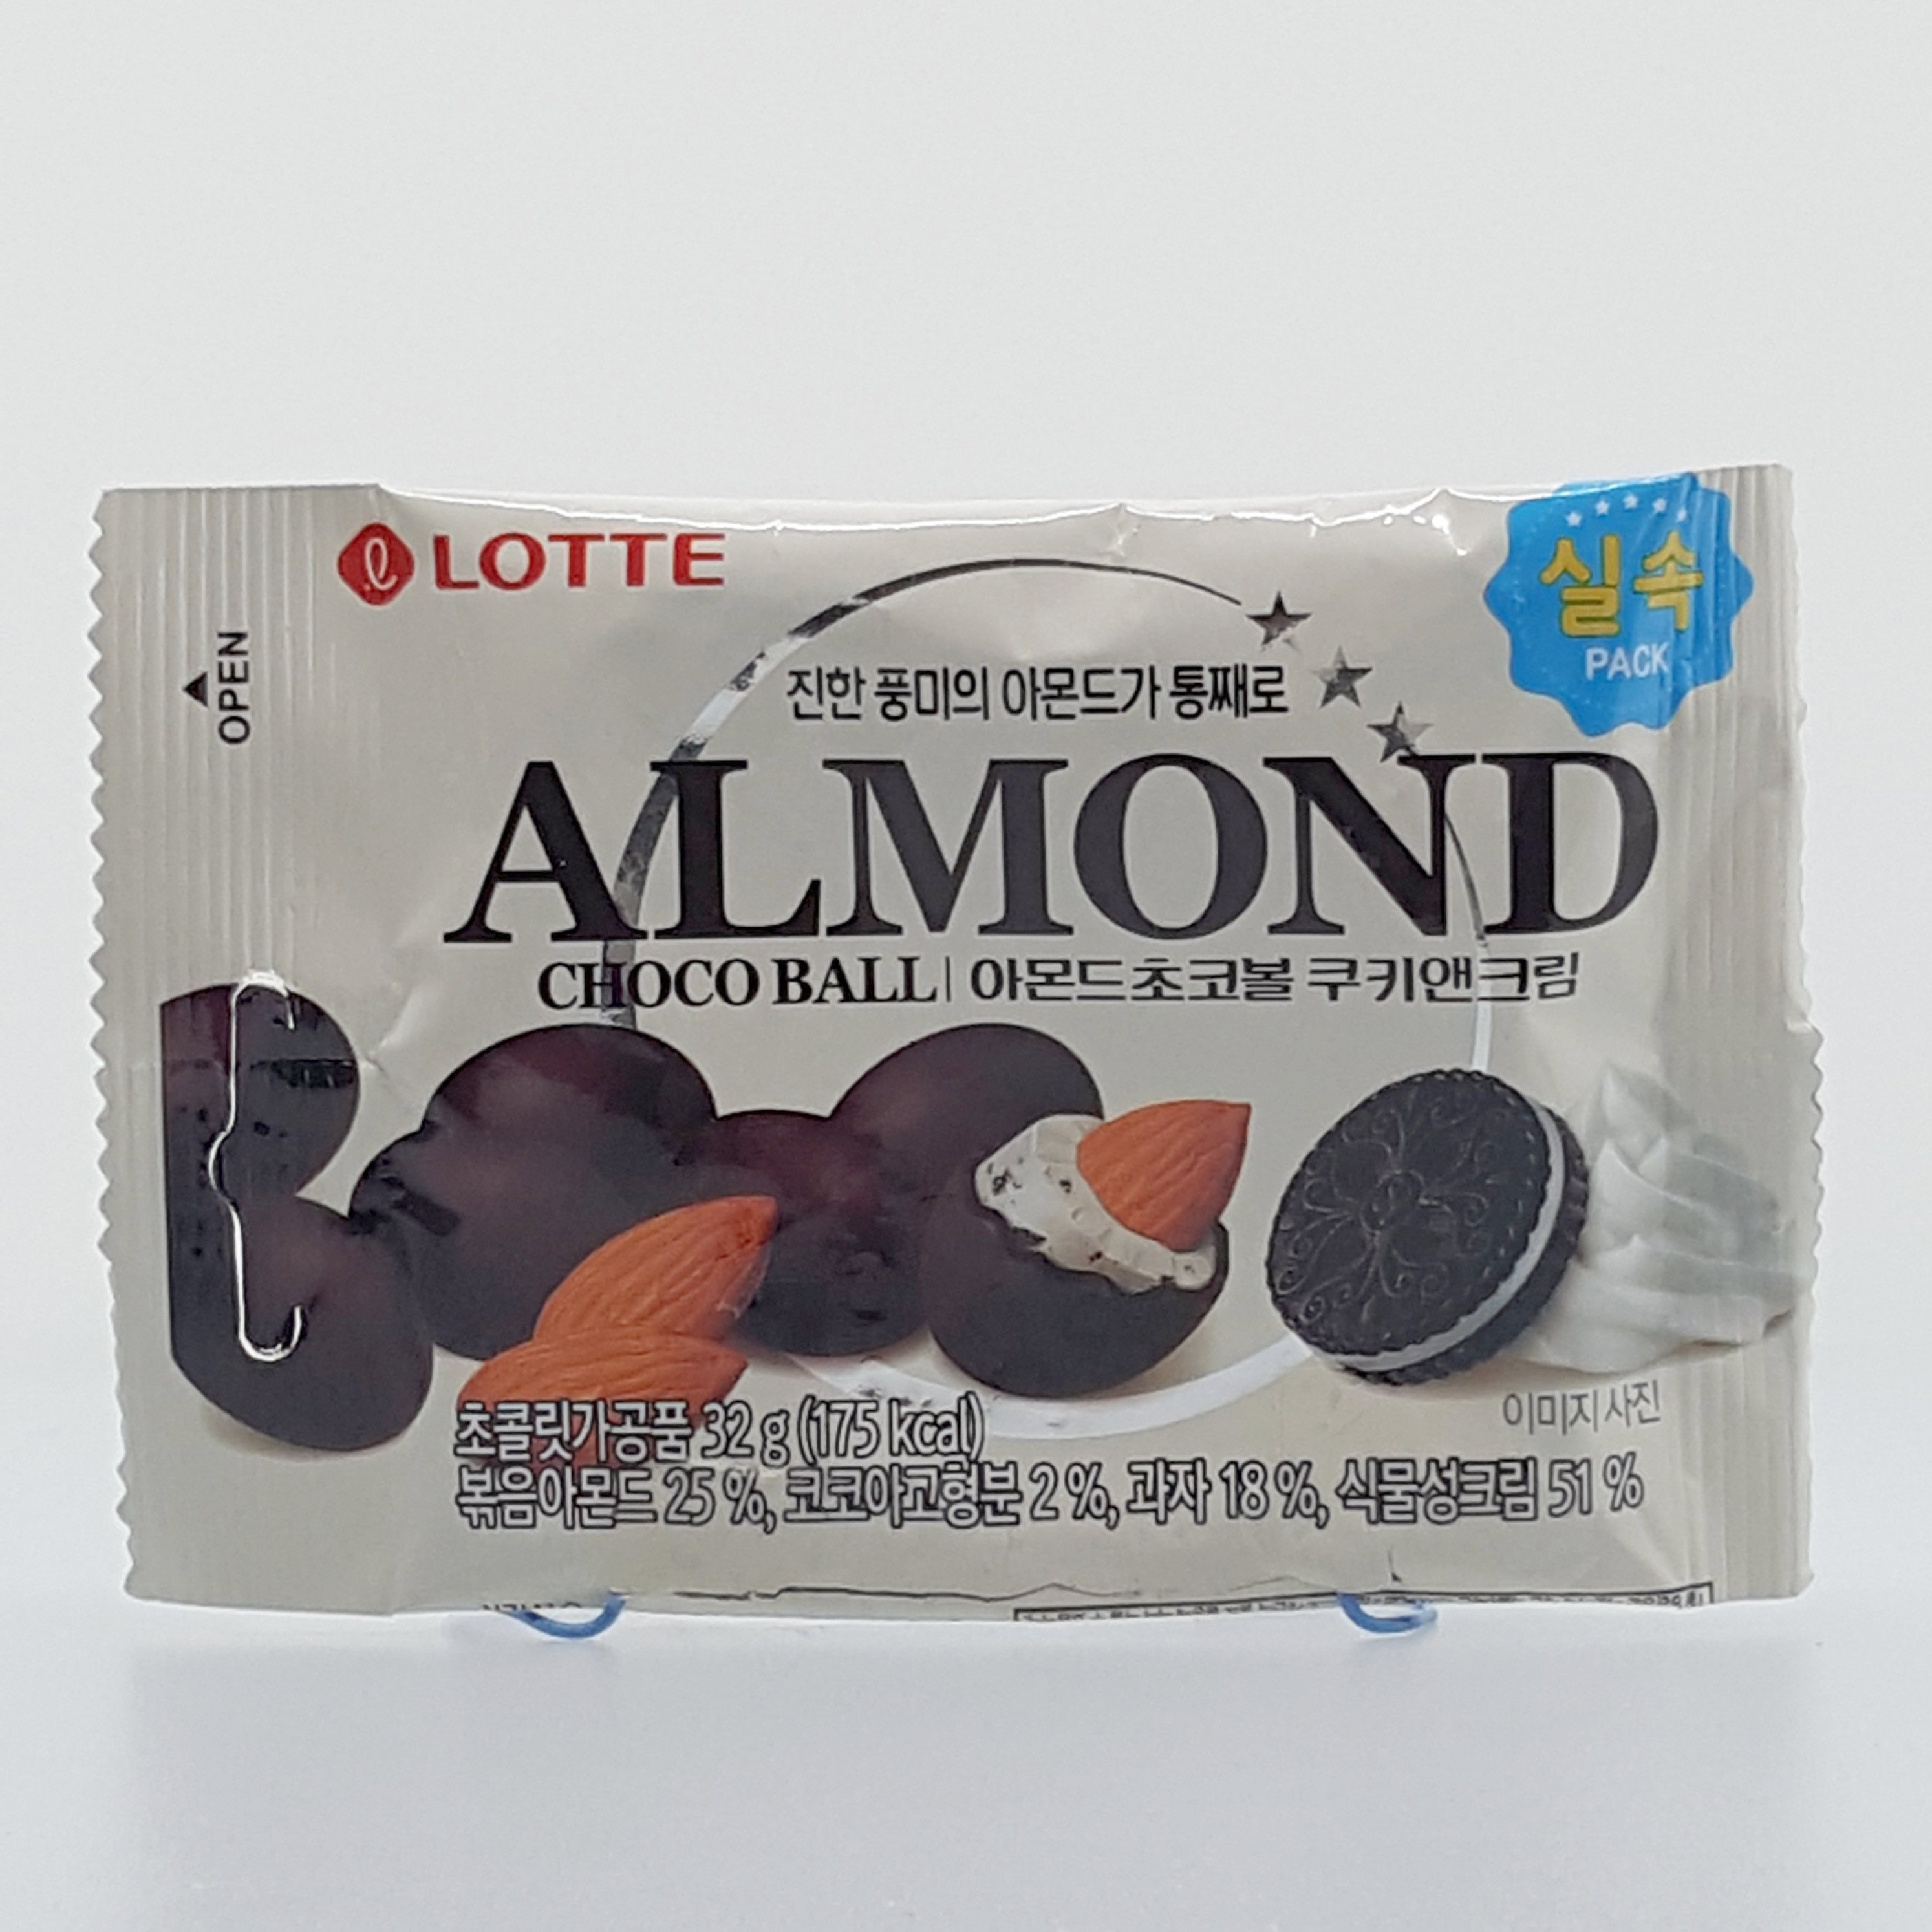 LOTTE
실속
PACK
OPEN
진한 풍미의 아몬드가 통째로
ALMOND
CHOCO BALL | 아몬드초코볼 쿠키앤크림
이미지 사진
초콜릿가공품 32 g (175 kcal)
볶음아몬드 25 %, 코코아고형분 2 %, 과자 18 %, 식물성크림 51 %